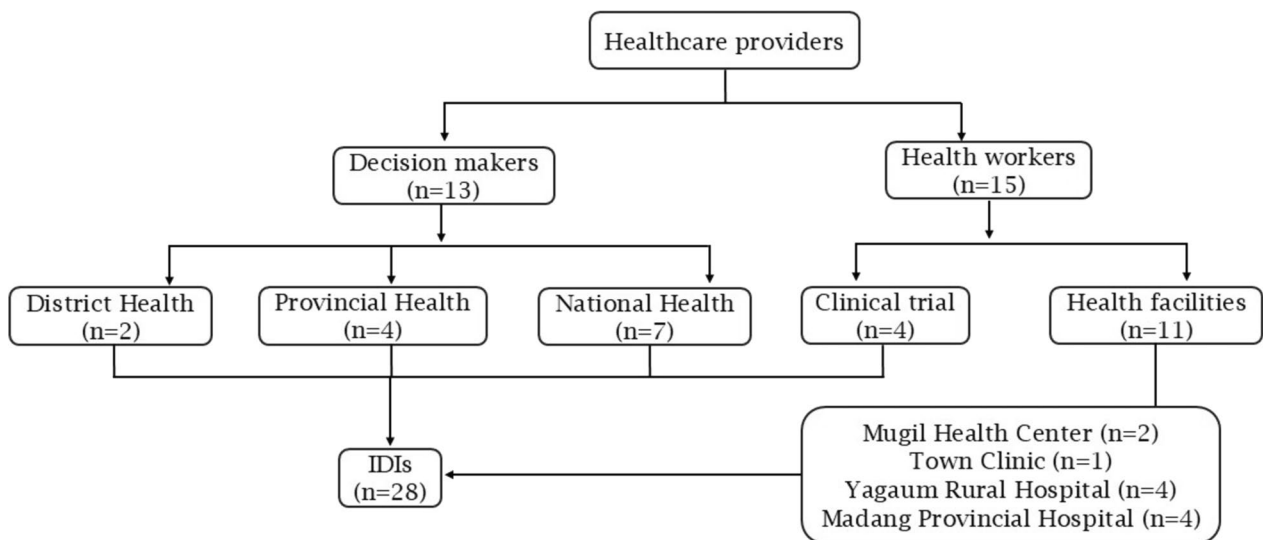 Healthcare providers
Decision makers
(n=13)
Health workers
(n=15)
District Health
(n=2)
Provincial Health
(n=4)
National Health
(n=7)
Clinical trial
(n=4)
Health facilities
(n=11)
Mugil Health Center (n=2)
Town Clinic (n=1)
Yagaum Rural Hospital (n=4)
Madang Provincial Hospital (n=4)
IDIs
(n=28)